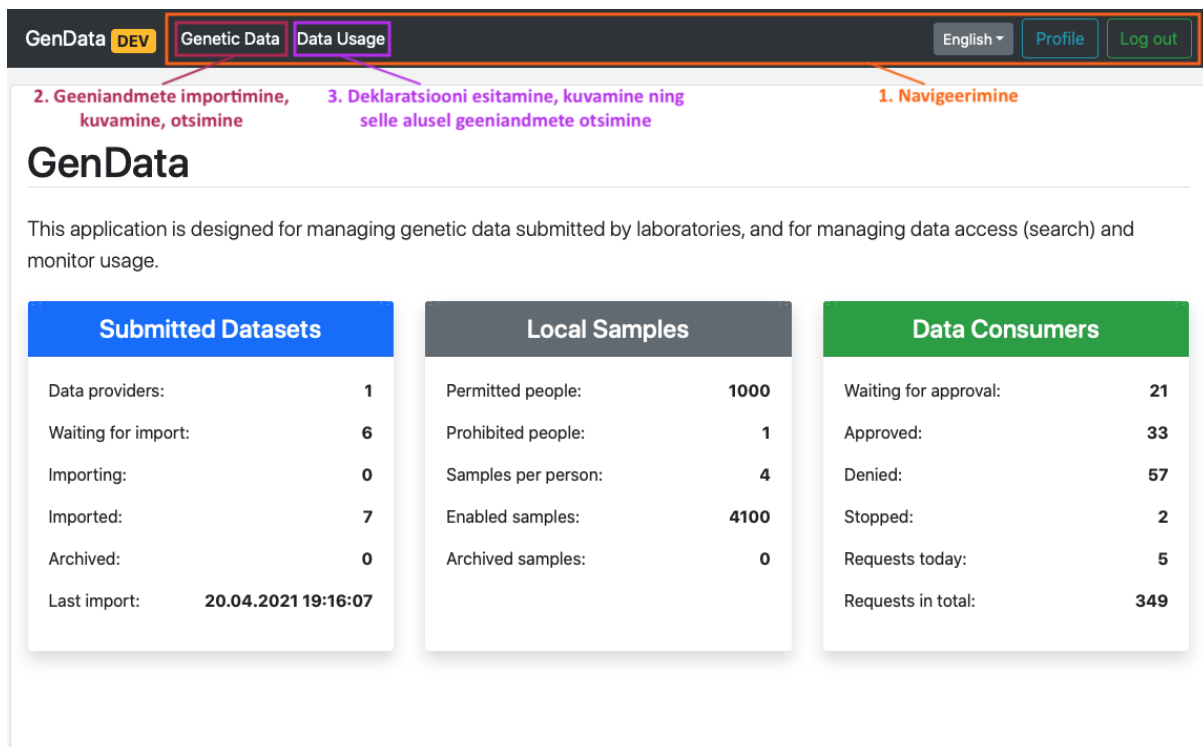 GenData DEV Genetic Data Data Usage English Profile Log out
2. Geeniandmete importimine,
kuvamine, otsimine
3. Deklaratsiooni esitamine, kuvamine ning
selle alusel geeniandmete otsimine
1. Navigeerimine
GenData
This application is designed for managing genetic data submitted by laboratories, and for managing data access (search) and
monitor usage.
Submitted Datasets
Data providers: 1
Waiting for import: 6
Importing: 0
Imported: 7
Archived: 0
Last import: 20.04.2021 19:16:07
Local Samples
Permitted people: 1000
Prohibited people: 1
Samples per person: 4
Enabled samples: 4100
Archived samples: 0
Data Consumers
Waiting for approval: 21
Approved: 33
Denied: 57
Stopped: 2
Requests today: 5
Requests in total: 349